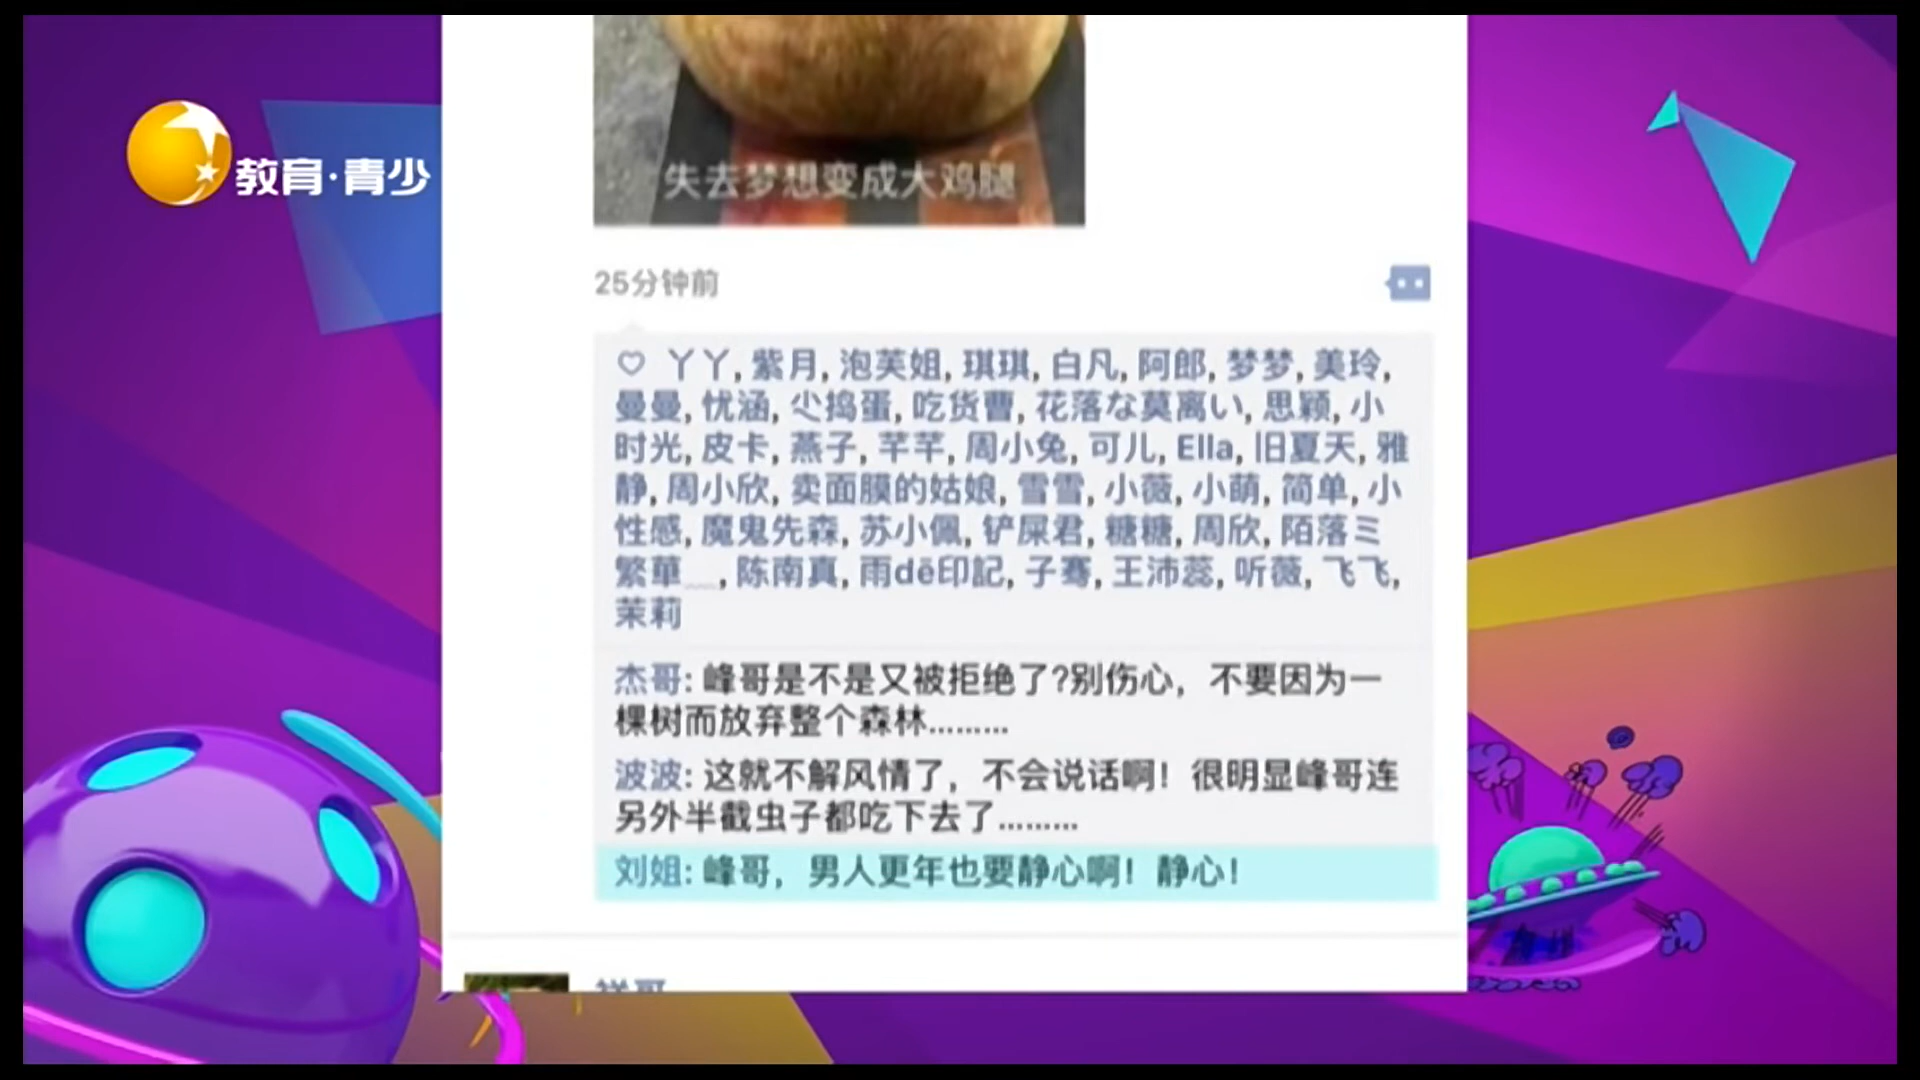 教育·青少
失去梦想变成大鸡腿
25分钟前
丫丫, 紫月, 泡芙姐, 琪琪, 白凡, 阿郎, 梦梦, 美玲,
曼曼, 忧涵, 尐捣蛋, 吃货曹, 花落な莫离い, 思颖, 小
时光, 皮卡, 燕子, 芊芊, 周小兔, 可儿, Ella, 旧夏天, 雅
静, 周小欣, 卖面膜的姑娘, 雪雪, 小薇, 小萌, 简单, 小
性感, 魔鬼先森, 苏小佩, 铲屎君, 糖糖, 周欣, 陌落ミ
繁華﹏, 陈南真, 雨dē印記, 子骞, 王沛蕊, 听薇, 飞飞,
茉莉
杰哥: 峰哥是不是又被拒绝了?别伤心，不要因为一
棵树而放弃整个森林………
波波: 这就不解风情了，不会说话啊！很明显峰哥连
另外半截虫子都吃下去了………
刘姐: 峰哥，男人更年也要静心啊！静心！